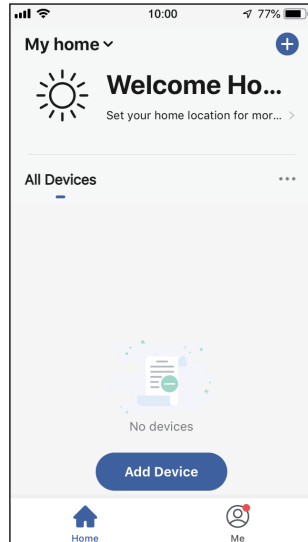 10:00 77%
My home
Welcome Ho...
Set your home location for mor...
All Devices
No devices
Add Device
Home Me